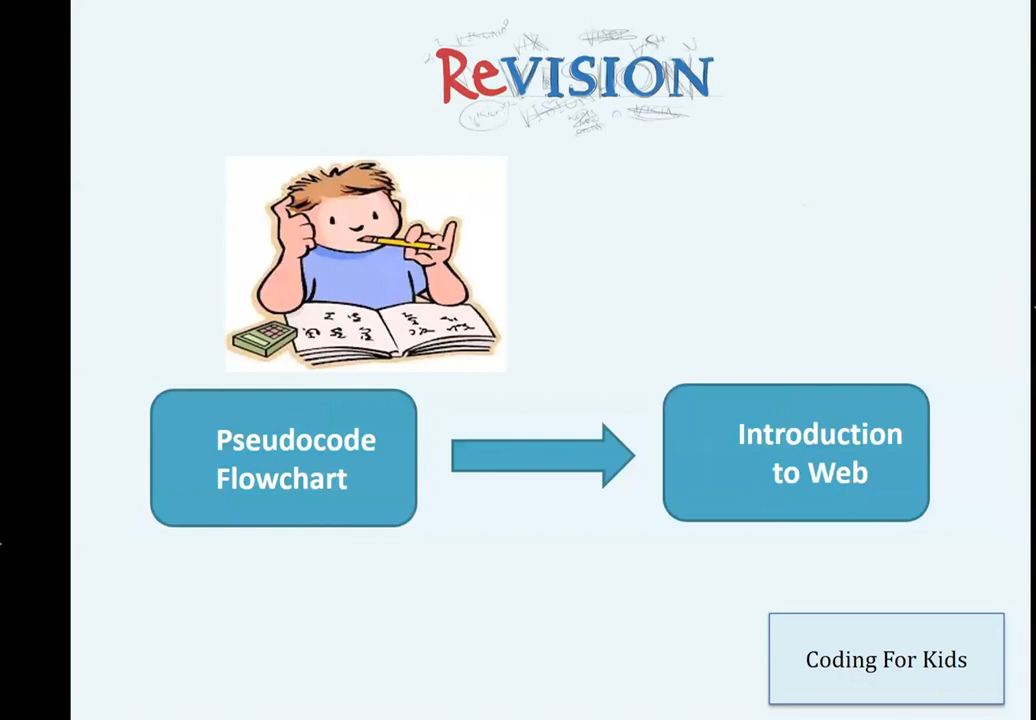 ReVISION
Pseudocode
Flowchart
Introduction
to Web
Coding For Kids